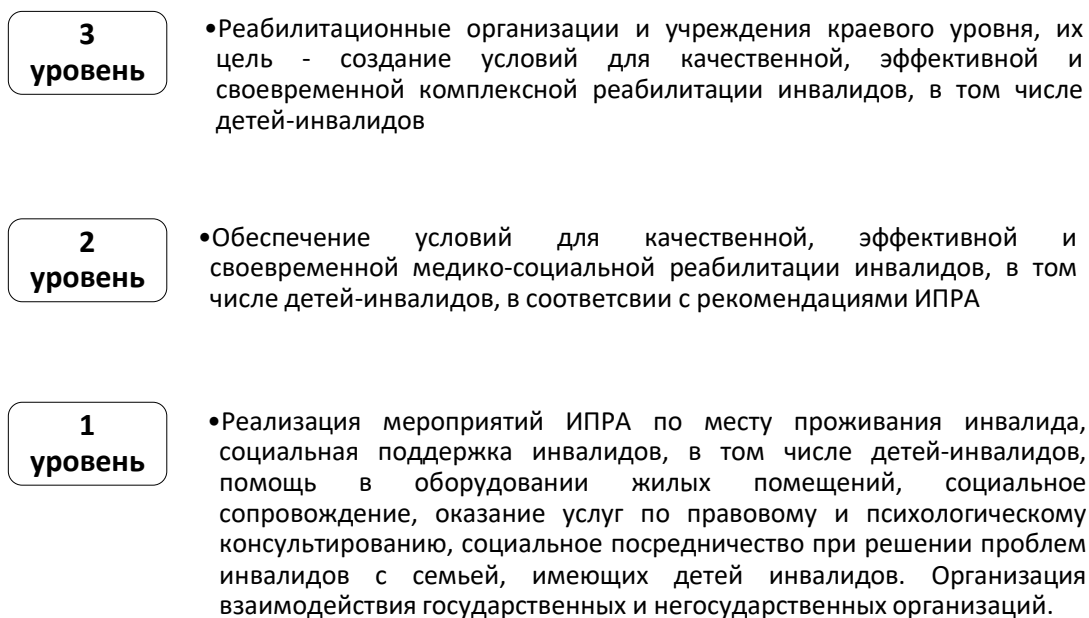 3
уровень
•Реабилитационные организации и учреждения краевого уровня, их
цель - создание условий для качественной, эффективной и
своевременной комплексной реабилитации инвалидов, в том числе
детей-инвалидов
2
уровень
•Обеспечение условий для качественной, эффективной и
своевременной медико-социальной реабилитации инвалидов, в том
числе детей-инвалидов, в соответсвии с рекомендациями ИПРА
1
уровень
•Реализация мероприятий ИПРА по месту проживания инвалида,
социальная поддержка инвалидов, в том числе детей-инвалидов,
помощь в оборудовании жилых помещений, социальное
сопровождение, оказание услуг по правовому и психологическому
консультированию, социальное посредничество при решении проблем
инвалидов с семьей, имеющих детей инвалидов. Организация
взаимодействия государственных и негосударственных организаций.